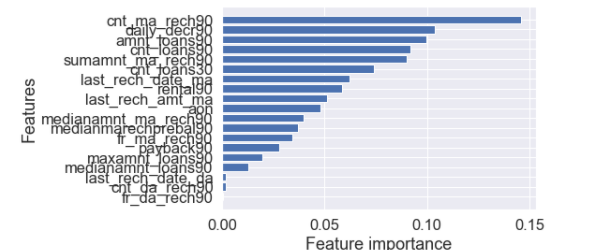 cnt_ma_rech90
daily_decr90
amnt_loans90
cnt_loans90
sumamnt_ma_rech90
cnt_loans30
last_rech_date_ma
rental90
last_rech_amt_ma
aon
medianamnt_ma_rech90
medianmarechprebal90
fr_ma_rech90
payback90
maxamnt_loans90
medianamnt_loans90
last_rech_date_da
cnt_da_rech90
fr_da_rech90
Features
0.00 0.05 0.10 0.15
Feature importance